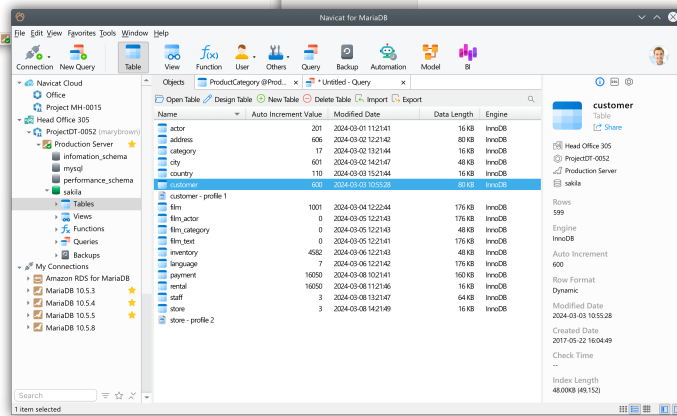 Navicat for MariaDB
File Edit View Favorites Tools Window Help
Connection New Query Table View Function User Others Query Backup Automation Model BI
Objects ProductCategory @Prod... × * Untitled - Query ×
Open Table Design Table New Table Delete Table Import Export
Name Auto Increment Value Modified Date Data Length Engine
actor 201 2024-03-01 11:21:41 16 KB InnoDB
address 606 2024-03-02 12:21:42 80 KB InnoDB
category 17 2024-03-02 13:21:44 16 KB InnoDB
city 601 2024-03-02 14:21:47 48 KB InnoDB
country 110 2024-03-03 15:21:44 16 KB InnoDB
customer 600 2024-03-03 10:55:28 80 KB InnoDB
customer - profile 1
film 1001 2024-03-04 12:22:44 176 KB InnoDB
film_actor 0 2024-03-05 12:21:43 176 KB InnoDB
film_category 0 2024-03-05 12:21:43 48 KB InnoDB
film_text 0 2024-03-05 12:21:41 176 KB InnoDB
inventory 4582 2024-03-06 12:21:43 48 KB InnoDB
language 7 2024-03-06 12:21:42 176 KB InnoDB
payment 16050 2024-03-08 10:21:41 160 KB InnoDB
rental 16050 2024-03-08 11:21:46 16 KB InnoDB
staff 3 2024-03-08 13:21:47 64 KB InnoDB
store 3 2024-03-08 14:21:49 16 KB InnoDB
store - profile 2
Navicat Cloud
Office
Project MH-0015
Head Office 305
ProjectDT-0052 (marybrown)
Production Server
infomation_schema
mysql
performance_schema
sakila
Tables
Views
Functions
Queries
Backups
My Connections
Amazon RDS for MariaDB
MariaDB 10.5.3
MariaDB 10.5.4
MariaDB 10.5.5
MariaDB 10.5.8
Search
1 item selected
customer
Table
Share
Head Office 305
ProjectDT-0052
Production Server
sakila
Rows
599
Engine
InnoDB
Auto Increment
600
Row Format
Dynamic
Modified Date
2024-03-03 10:55:28
Created Date
2017-05-22 16:04:49
Check Time
--
Index Length
48.00KB (49,152)